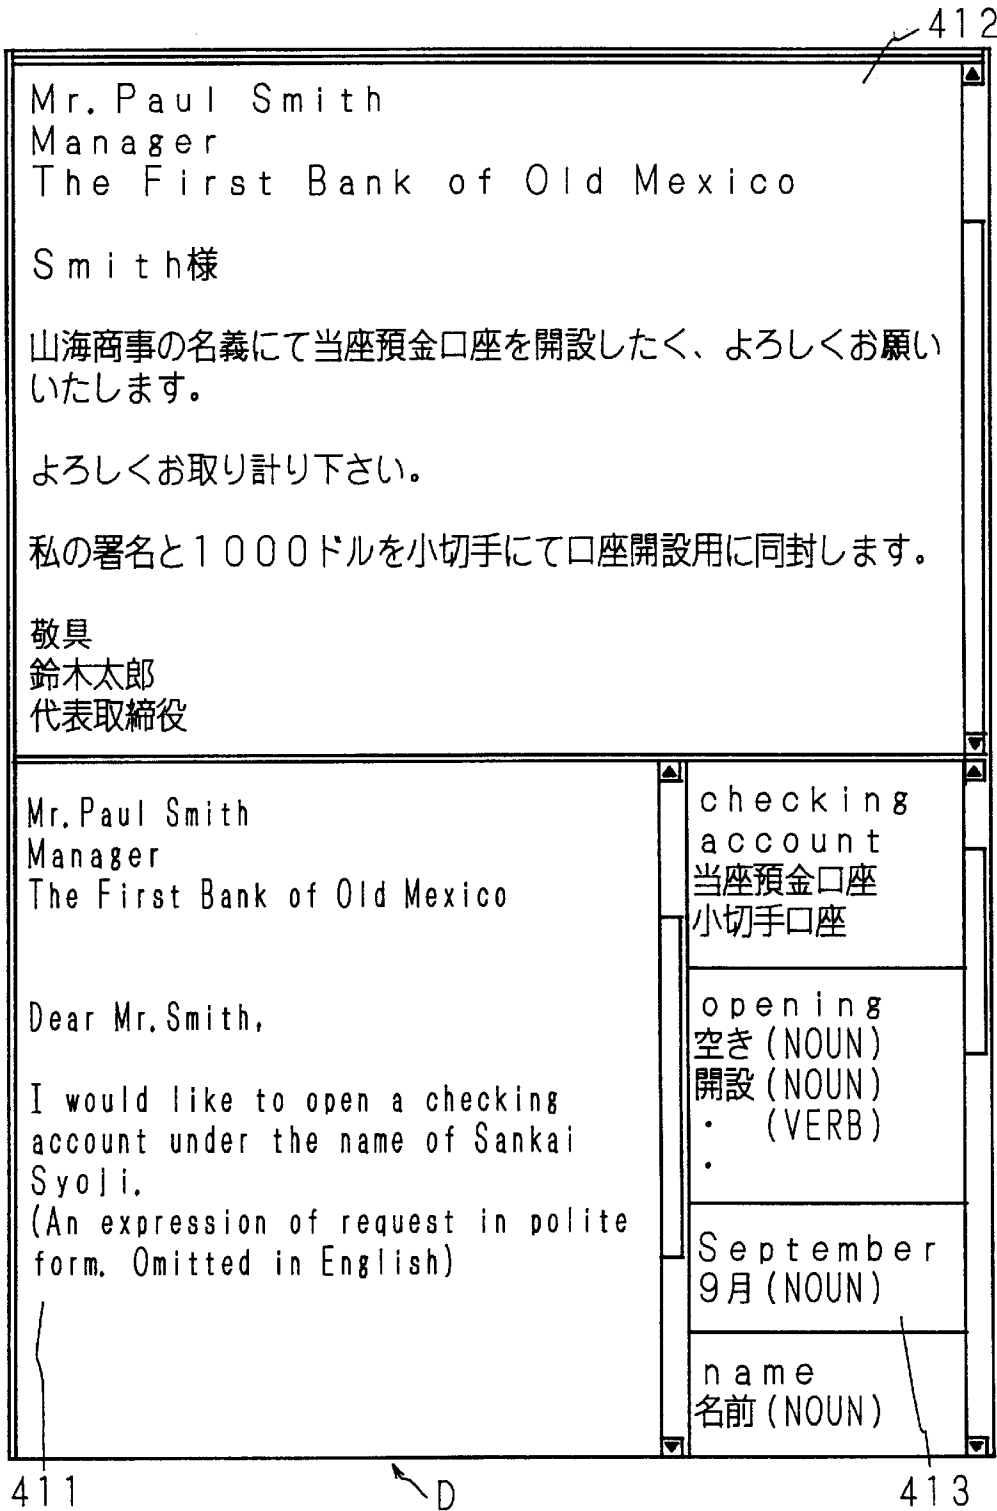 412
Mr. Paul Smith
Manager
The First Bank of Old Mexico
Smith様
山海商事の名義にて当座預金口座を開設したく、よろしくお願い
いたします。
よろしくお取り計り下さい。
私の署名と1000ドルを小切手にて口座開設用に同封します。
敬具
鈴木太郎
代表取締役
Mr. Paul Smith
Manager
The First Bank of Old Mexico
Dear Mr. Smith,
I would like to open a checking
account under the name of Sankai
Syoji.
(An expression of request in polite
form. Omitted in English)
checking
account
当座預金口座
小切手口座
opening
空き(NOUN)
開設(NOUN)
・ (VERB)
・
September
9月(NOUN)
name
名前(NOUN)
411
D
413